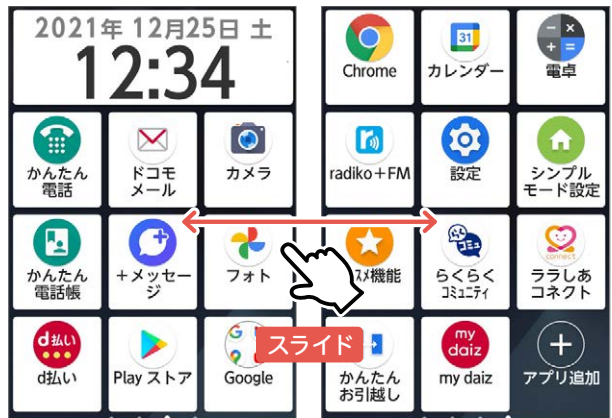 2021年 12月25日 土
12:34
かんたん
電話
ドコモ
メール
カメラ
かんたん
電話帳
+メッセー
ジ
フォト
d払い
d払い
Play ストア
Google
Chrome
31
カレンダー
電卓
radiko+FM
設定
シンプル
モード設定
スメ機能
らく
コミュ
らくらく
コミュニティ
connect
ララしあ
コネクト
スライド
かんたん
お引越し
my
daiz
my daiz
アプリ追加